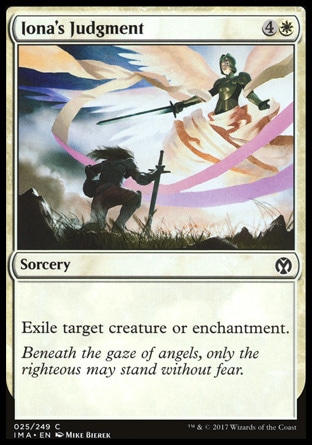 Iona's Judgment 4
Sorcery
Exile target creature or enchantment.
Beneath the gaze of angels, only the
righteous may stand without fear.
025/249 C
IMA • EN Mike Bierek
™ & © 2017 Wizards of the Coast